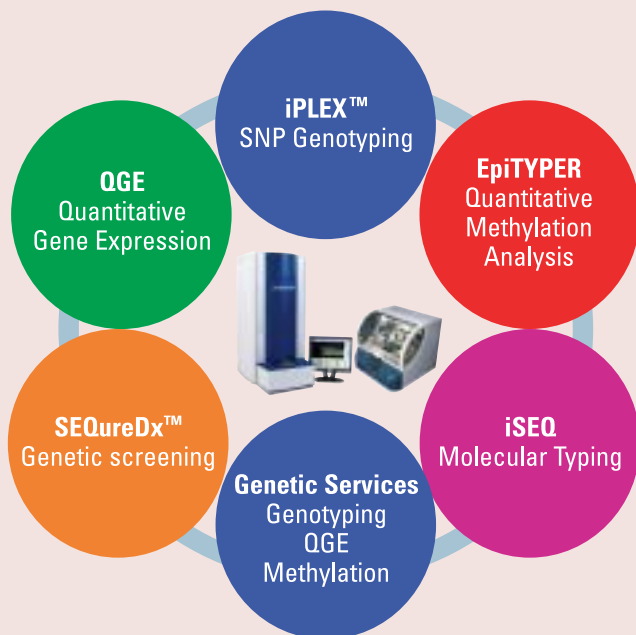 iPLEX™
SNP Genotyping
EpiTYPER
Quantitative
Methylation
Analysis
iSEQ
Molecular Typing
Genetic Services
Genotyping
QGE
Methylation
SEQureDx™
Genetic screening
QGE
Quantitative
Gene Expression